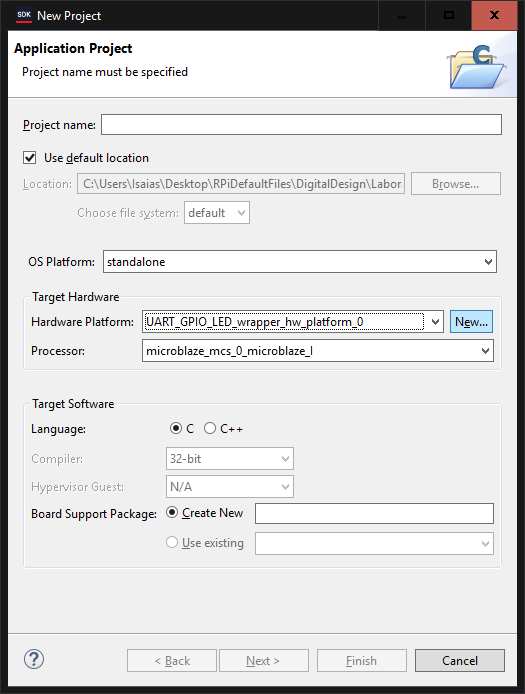 SDK New Project
Application Project
Project name must be specified
Project name:
Use default location
Location: C:\Users\Isaias\Desktop\RPiDefaultFiles\DigitalDesign\Labor Browse...
Choose file system: default
OS Platform: standalone
Target Hardware
Hardware Platform: UART_GPIO_LED_wrapper_hw_platform_0 New...
Processor: microblaze_mcs_0_microblaze_I
Target Software
Language: C C++
Compiler: 32-bit
Hypervisor Guest: N/A
Board Support Package: Create New
Use existing
? < Back Next > Finish Cancel